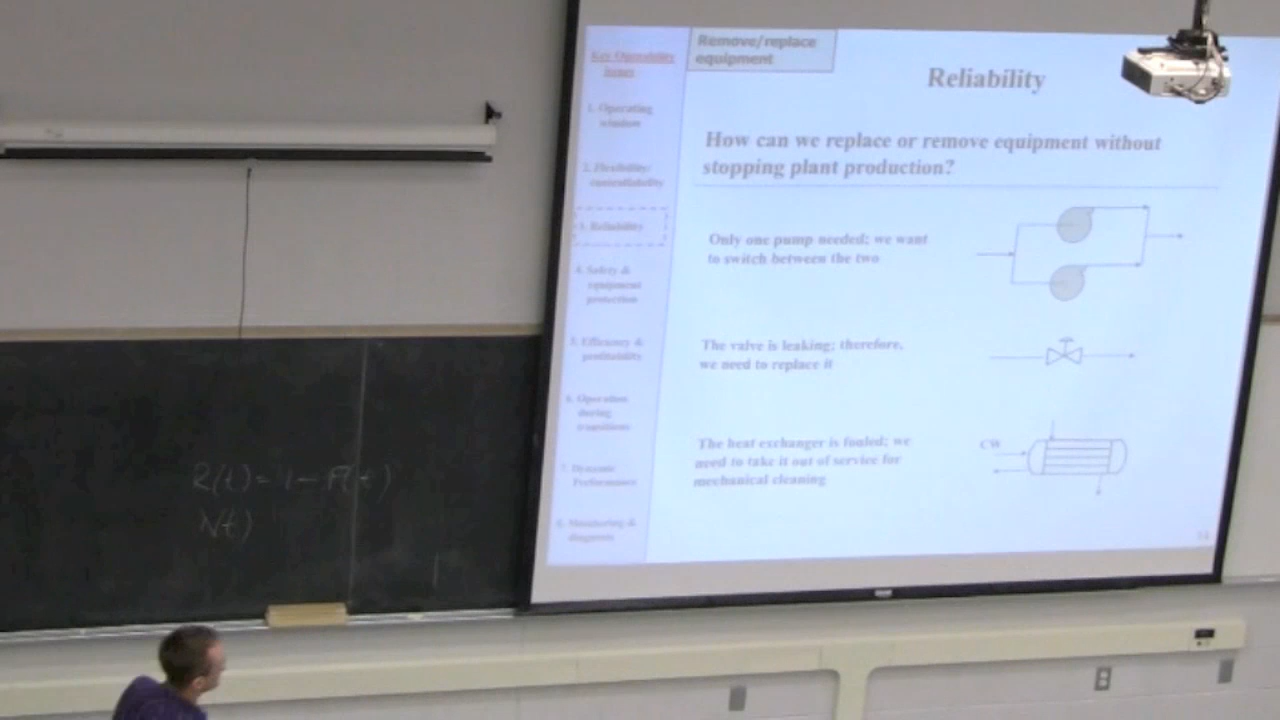 Key Operability
issues
1. Operating
window
2. Flexibility/
controllability
3. Reliability
4. Safety &
equipment
protection
5. Efficiency &
profitability
6. Operation
during
transitions
7. Dynamic
Performance
8. Monitoring &
diagnosis
Remove/replace
equipment
Reliability
How can we replace or remove equipment without
stopping plant production?
Only one pump needed; we want
to switch between the two
The valve is leaking; therefore,
we need to replace it
The heat exchanger is fouled; we
need to take it out of service for
mechanical cleaning
CW
R(t) = 1 - F(t)